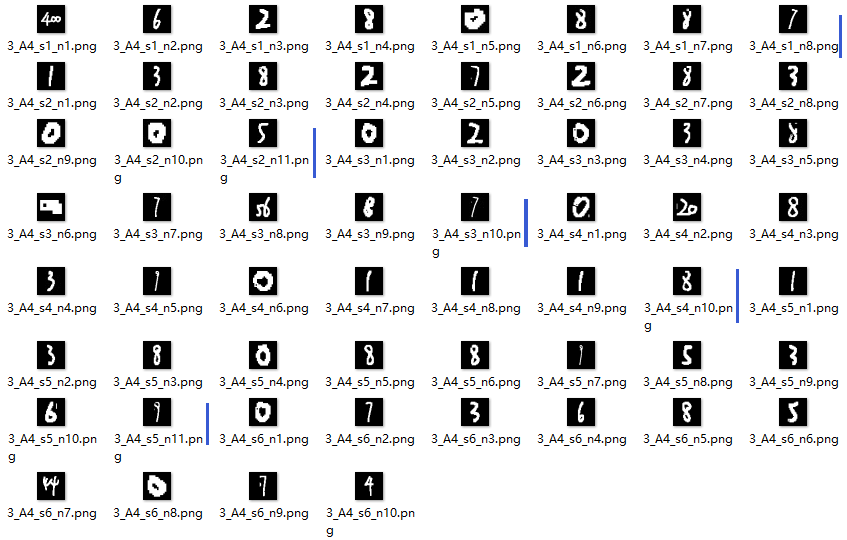 400 6 2 8 0 8 8 7
3_A4_s1_n1.png 3_A4_s1_n2.png 3_A4_s1_n3.png 3_A4_s1_n4.png 3_A4_s1_n5.png 3_A4_s1_n6.png 3_A4_s1_n7.png 3_A4_s1_n8.png
1 3 8 2 7 2 8 3
3_A4_s2_n1.png 3_A4_s2_n2.png 3_A4_s2_n3.png 3_A4_s2_n4.png 3_A4_s2_n5.png 3_A4_s2_n6.png 3_A4_s2_n7.png 3_A4_s2_n8.png
0 0 5 0 2 0 3 8
3_A4_s2_n9.png 3_A4_s2_n10.png 3_A4_s2_n11.png 3_A4_s3_n1.png 3_A4_s3_n2.png 3_A4_s3_n3.png 3_A4_s3_n4.png 3_A4_s3_n5.png
7 56 8 7 0 20 8
3_A4_s3_n6.png 3_A4_s3_n7.png 3_A4_s3_n8.png 3_A4_s3_n9.png 3_A4_s3_n10.png 3_A4_s4_n1.png 3_A4_s4_n2.png 3_A4_s4_n3.png
3 9 0 1 1 1 8 1
3_A4_s4_n4.png 3_A4_s4_n5.png 3_A4_s4_n6.png 3_A4_s4_n7.png 3_A4_s4_n8.png 3_A4_s4_n9.png 3_A4_s4_n10.png 3_A4_s5_n1.png
3 8 0 8 8 9 5 3
3_A4_s5_n2.png 3_A4_s5_n3.png 3_A4_s5_n4.png 3_A4_s5_n5.png 3_A4_s5_n6.png 3_A4_s5_n7.png 3_A4_s5_n8.png 3_A4_s5_n9.png
6 9 0 7 3 6 8 5
3_A4_s5_n10.png 3_A4_s5_n11.png 3_A4_s6_n1.png 3_A4_s6_n2.png 3_A4_s6_n3.png 3_A4_s6_n4.png 3_A4_s6_n5.png 3_A4_s6_n6.png
44 0 7 4
3_A4_s6_n7.png 3_A4_s6_n8.png 3_A4_s6_n9.png 3_A4_s6_n10.png